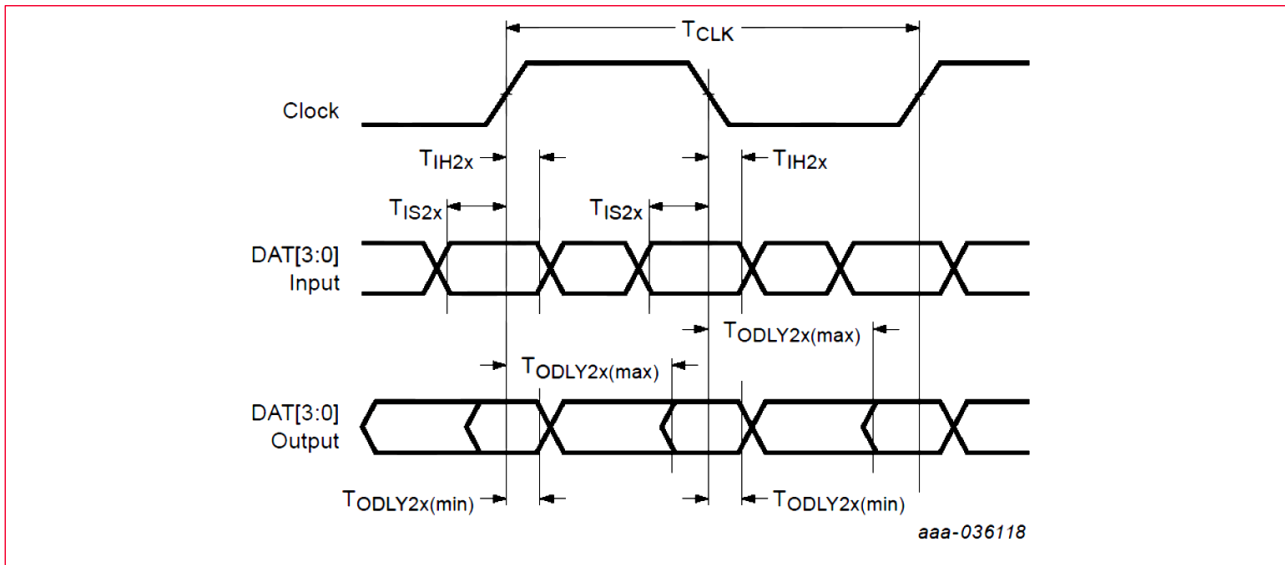 TCLK
Clock
TIH2x
TIH2x
TIS2x
TIS2x
DAT[3:0]
Input
TODLY2x(max)
TODLY2x(max)
DAT[3:0]
Output
TODLY2x(min)
TODLY2x(min)
aaa-036118